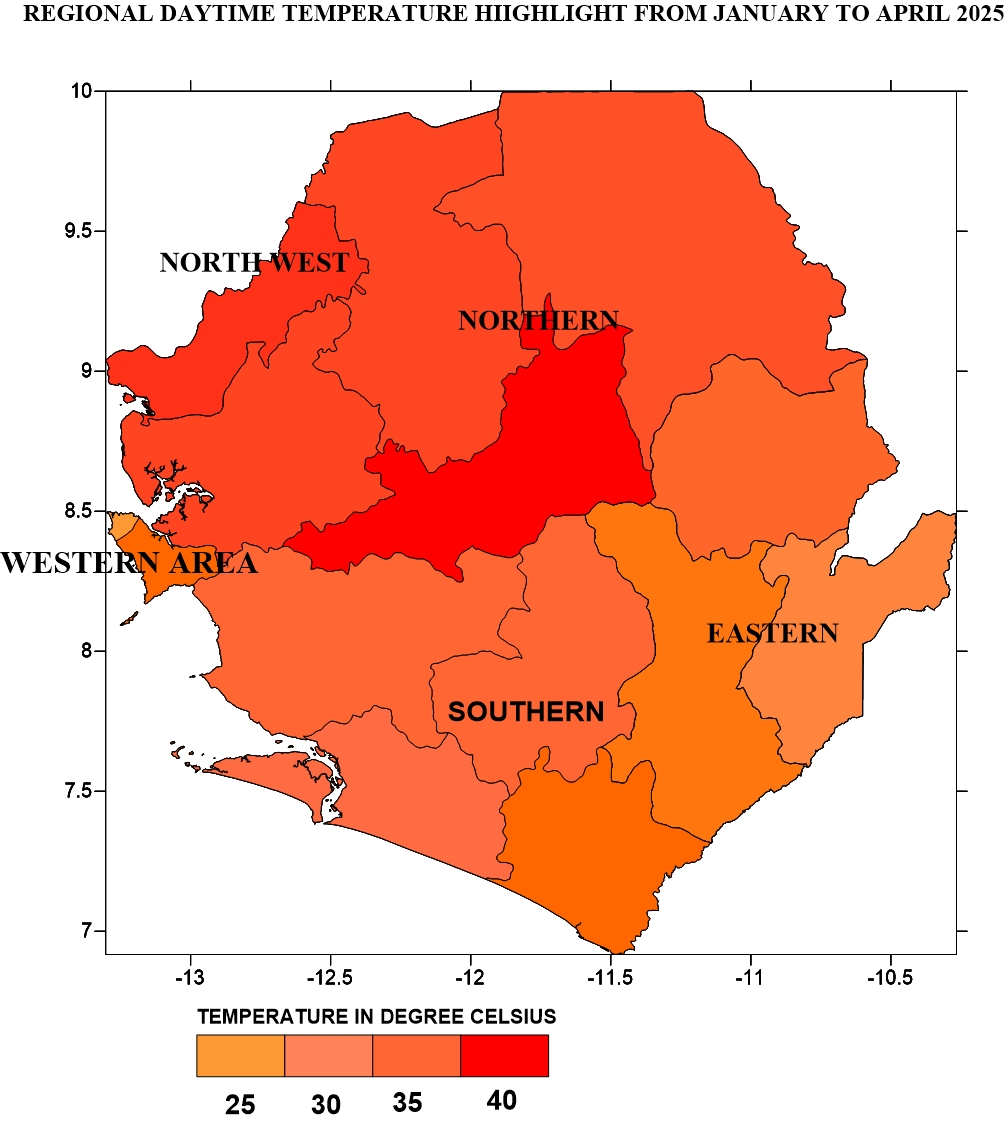 REGIONAL DAYTIME TEMPERATURE HIIGHLIGHT FROM JANUARY TO APRIL 2025
10
9.5
NORTH WEST
NORTHERN
9
8.5
WESTERN AREA
EASTERN
8
SOUTHERN
7.5
7
-13 -12.5 -12 -11.5 -11 -10.5
TEMPERATURE IN DEGREE CELSIUS
25 30 35 40